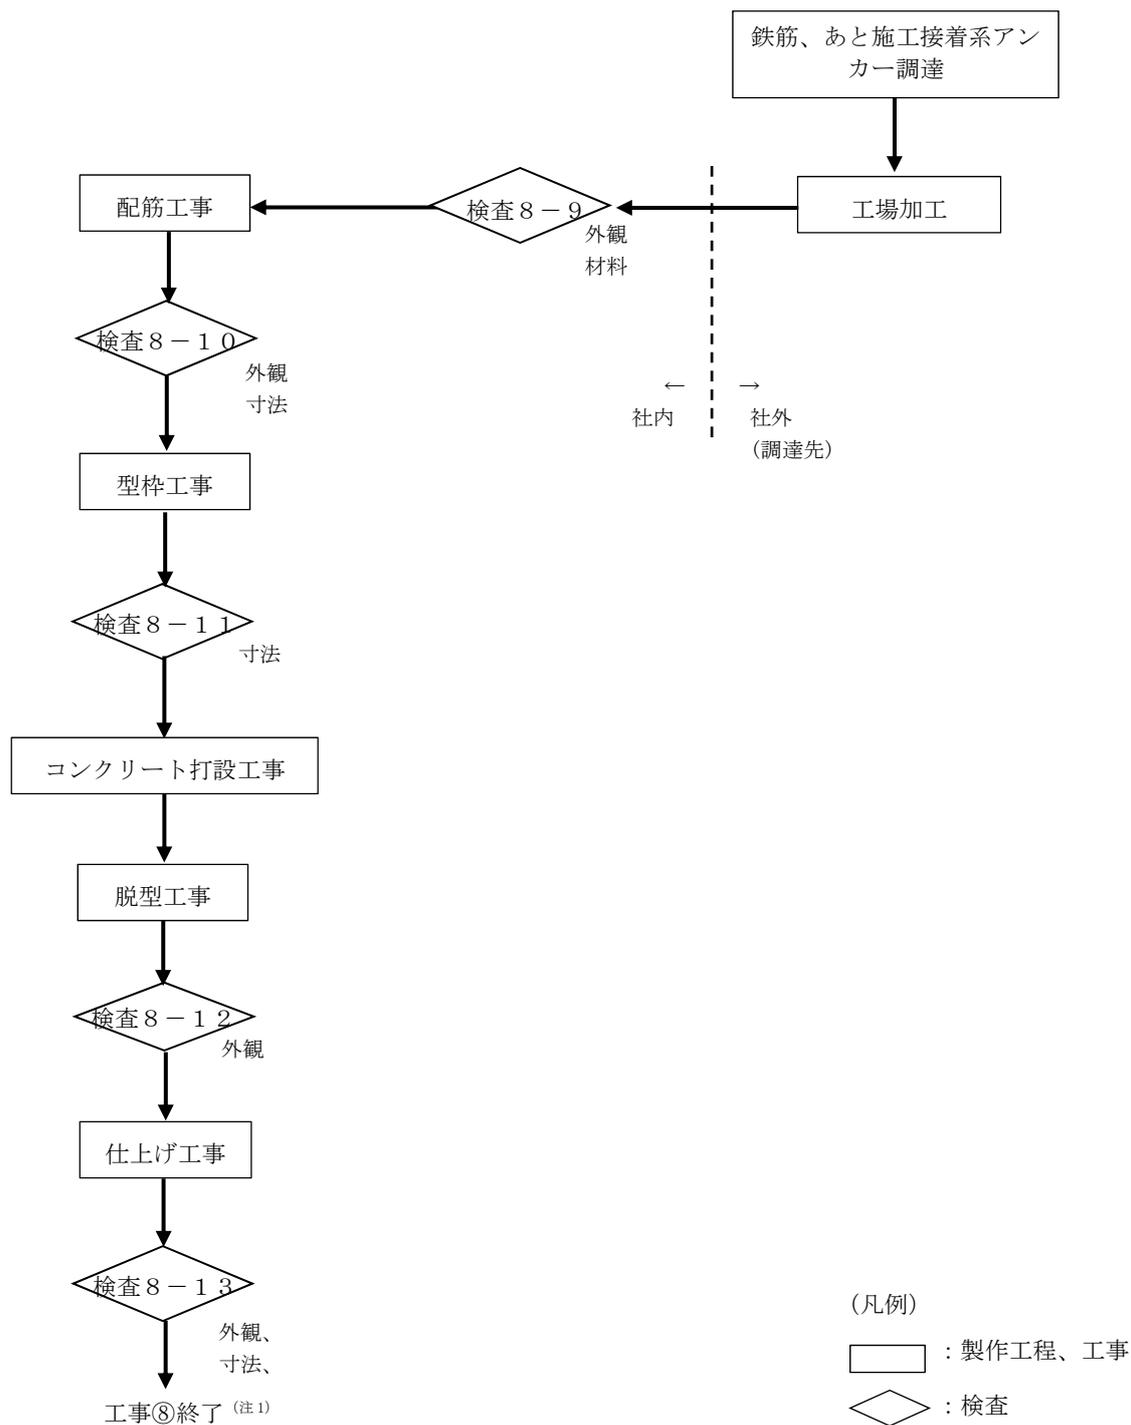 鉄筋、あと施工接着系アン
カー調達
工場加工
検査８－９
外観
材料
配筋工事
検査８－１０
外観
寸法
←
→
社内
社外
（調達先）
型枠工事
検査８－１１
寸法
コンクリート打設工事
脱型工事
検査８－１２
外観
仕上げ工事
検査８－１３
外観、
寸法、
工事⑧終了（注1）
（凡例）
：製作工程、工事
：検査